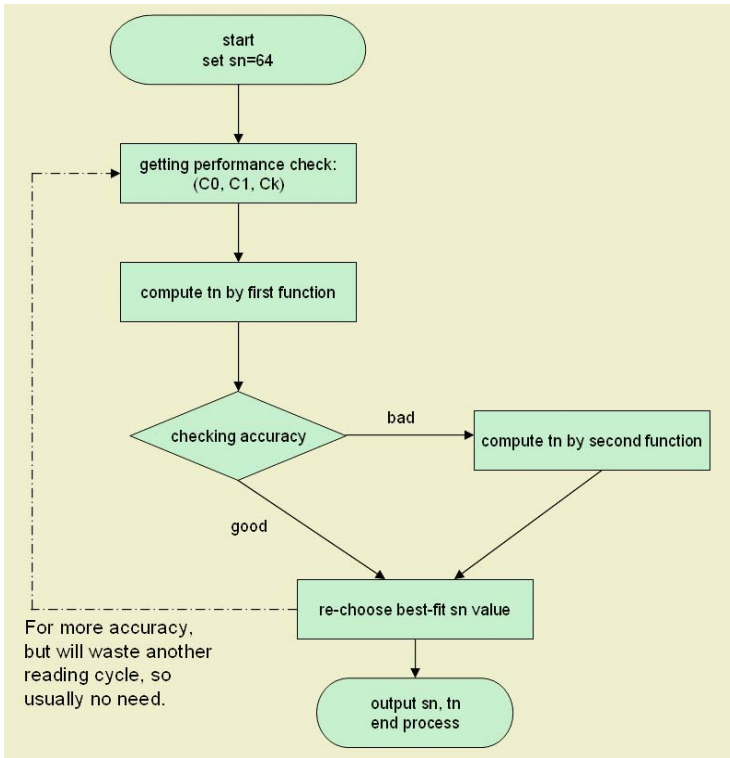 start
set sn=64
getting performance check:
(C0, C1, Ck)
compute tn by first function
checking accuracy
bad
compute tn by second function
good
re-choose best-fit sn value
For more accuracy,
but will waste another
reading cycle, so
usually no need.
output sn, tn
end process